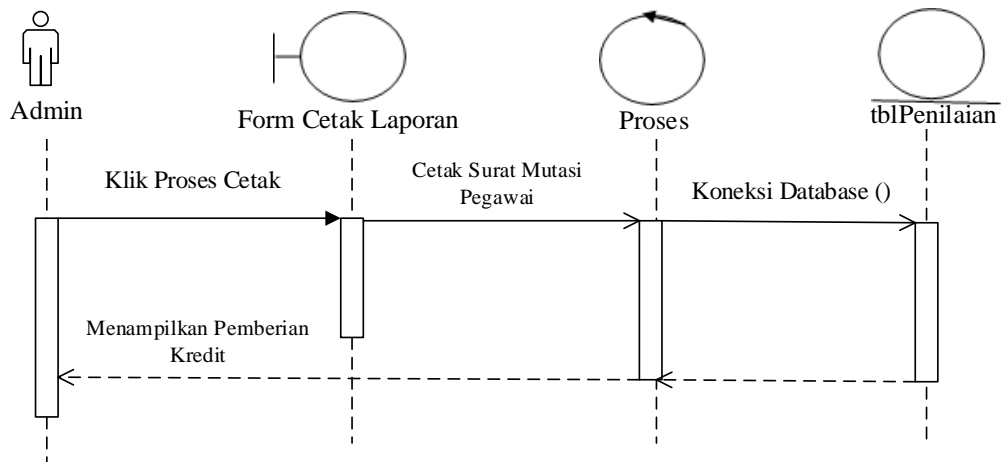 Admin
Form Cetak Laporan
Proses
tblPenilaian
Klik Proses Cetak
Cetak Surat Mutasi
Pegawai
Koneksi Database ()
Menampilkan Pemberian
Kredit